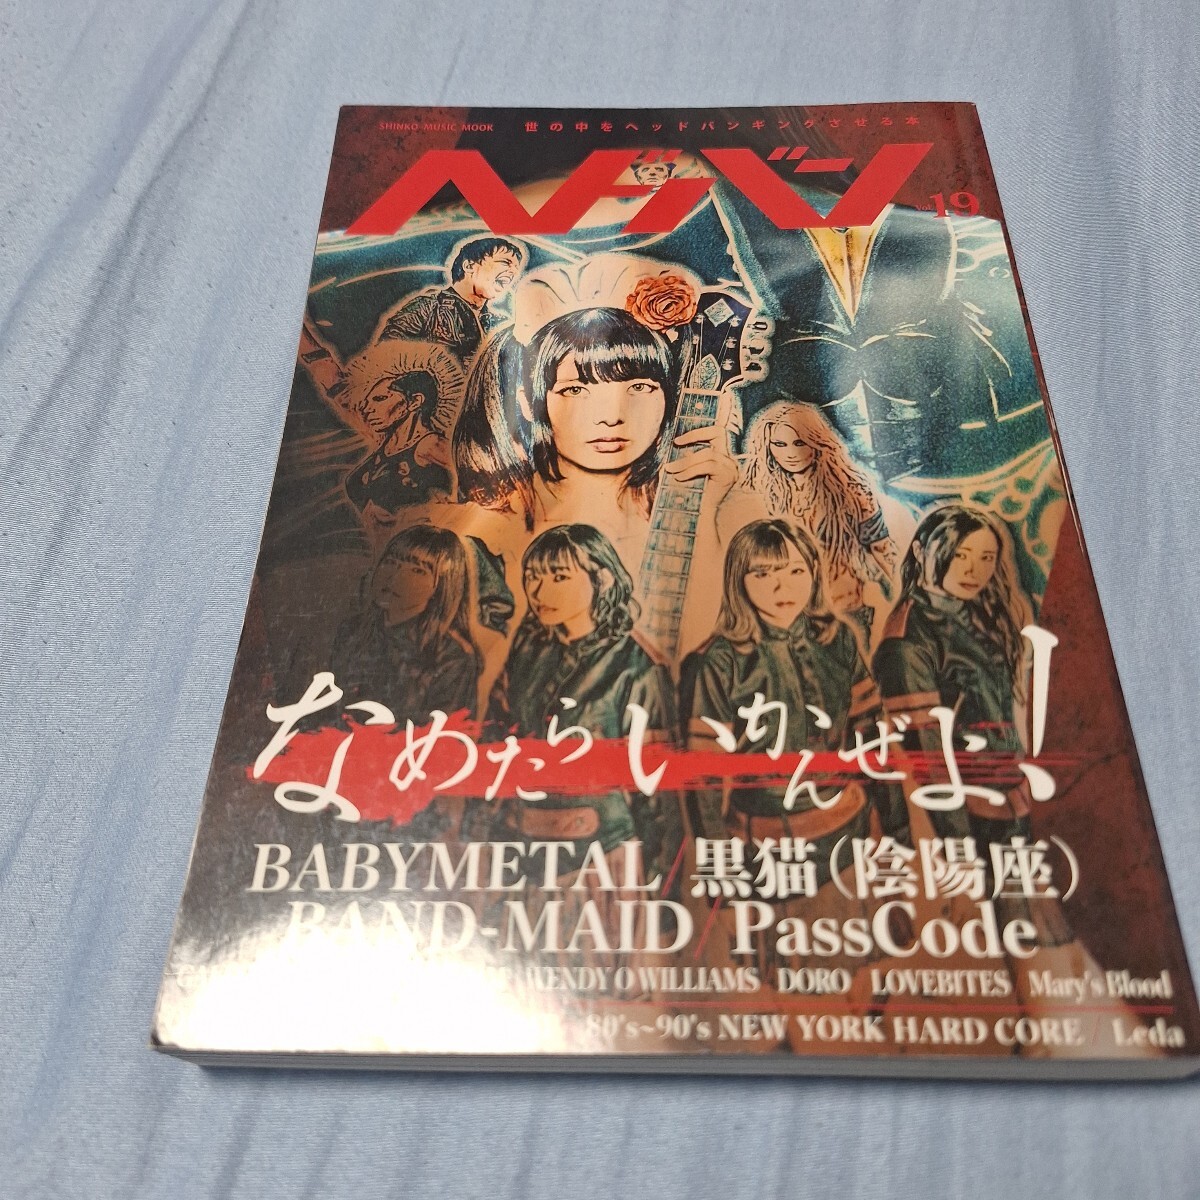 SHINKO MUSIC MOOK 世の中をヘッドバンギングさせる本
ヘドバン Vol.19
なめたらいかんぜよ!
BABYMETAL / 黒猫(陰陽座)
BAND-MAID / PassCode
WENDY O WILLIAMS DORO LOVEBITES Mary's Blood
80's~90's NEW YORK HARD CORE / Leda